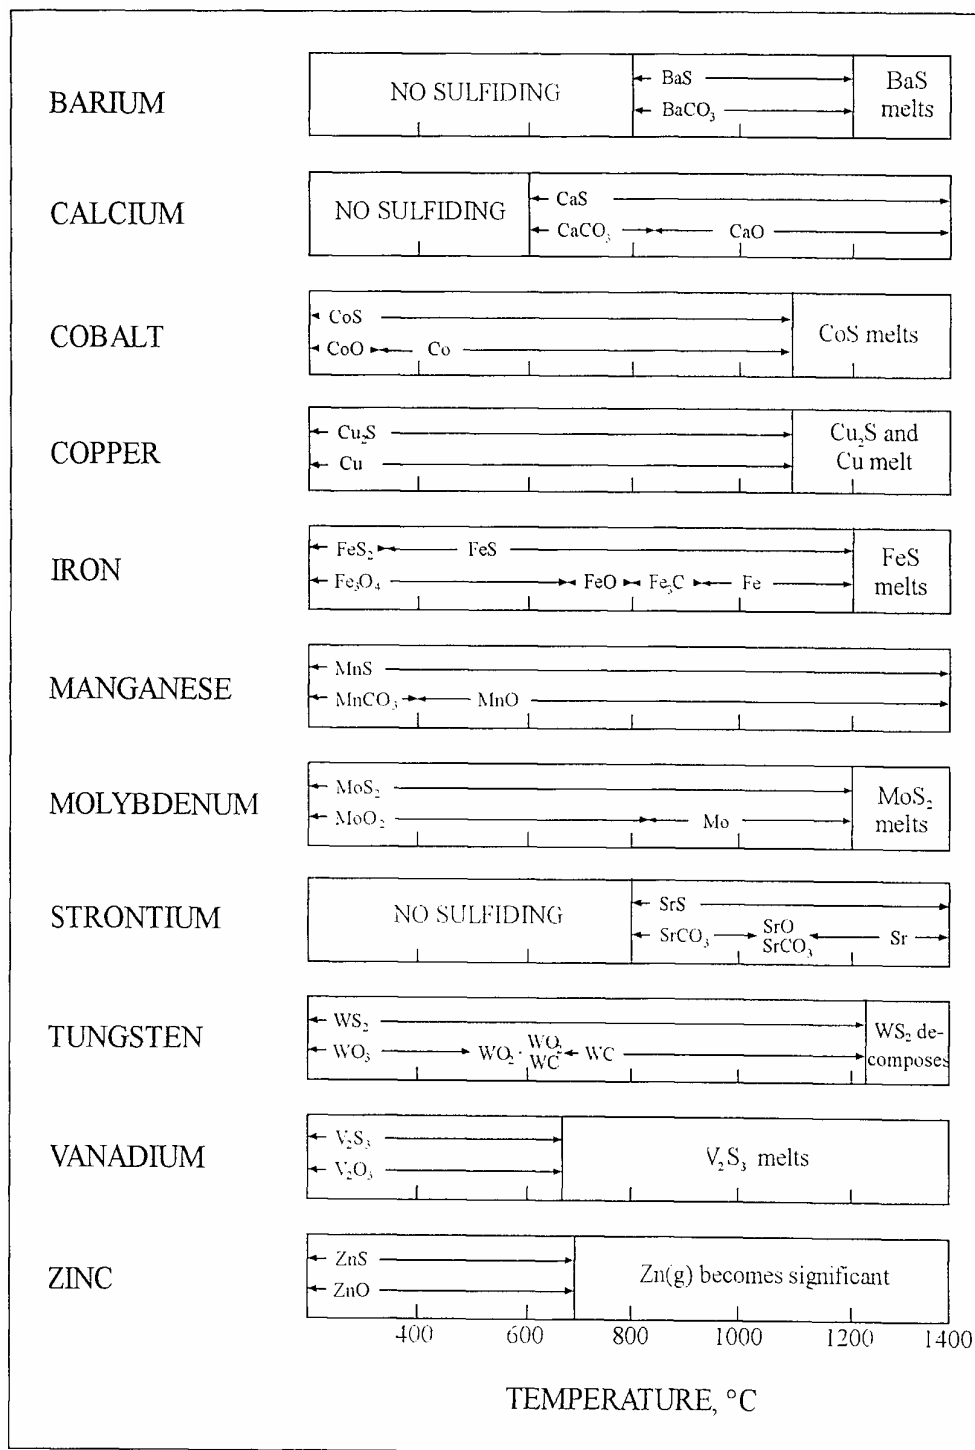 BARIUM
NO SULFIDING
BaS
BaCO₃
BaS
melts
CALCIUM
NO SULFIDING
CaS
CaCO₃
CaO
COBALT
CoS
CoO
Co
CoS melts
COPPER
Cu₂S
Cu
Cu₂S and
Cu melt
IRON
FeS₂
FeS
Fe₃O₄
FeO
Fe₃C
Fe
FeS
melts
MANGANESE
MnS
MnCO₃
MnO
MOLYBDENUM
MoS₂
MoO₂
Mo
MoS₂
melts
STRONTIUM
NO SULFIDING
SrS
SrCO₃
SrO
SrCO₃
Sr
TUNGSTEN
WS₂
WO₃
WO₂
WO₂
WC
WC
WS₂ de-
composes
VANADIUM
V₂S₃
V₂O₃
V₂S₃ melts
ZINC
ZnS
ZnO
Zn(g) becomes significant
400 600 800 1000 1200 1400
TEMPERATURE, °C